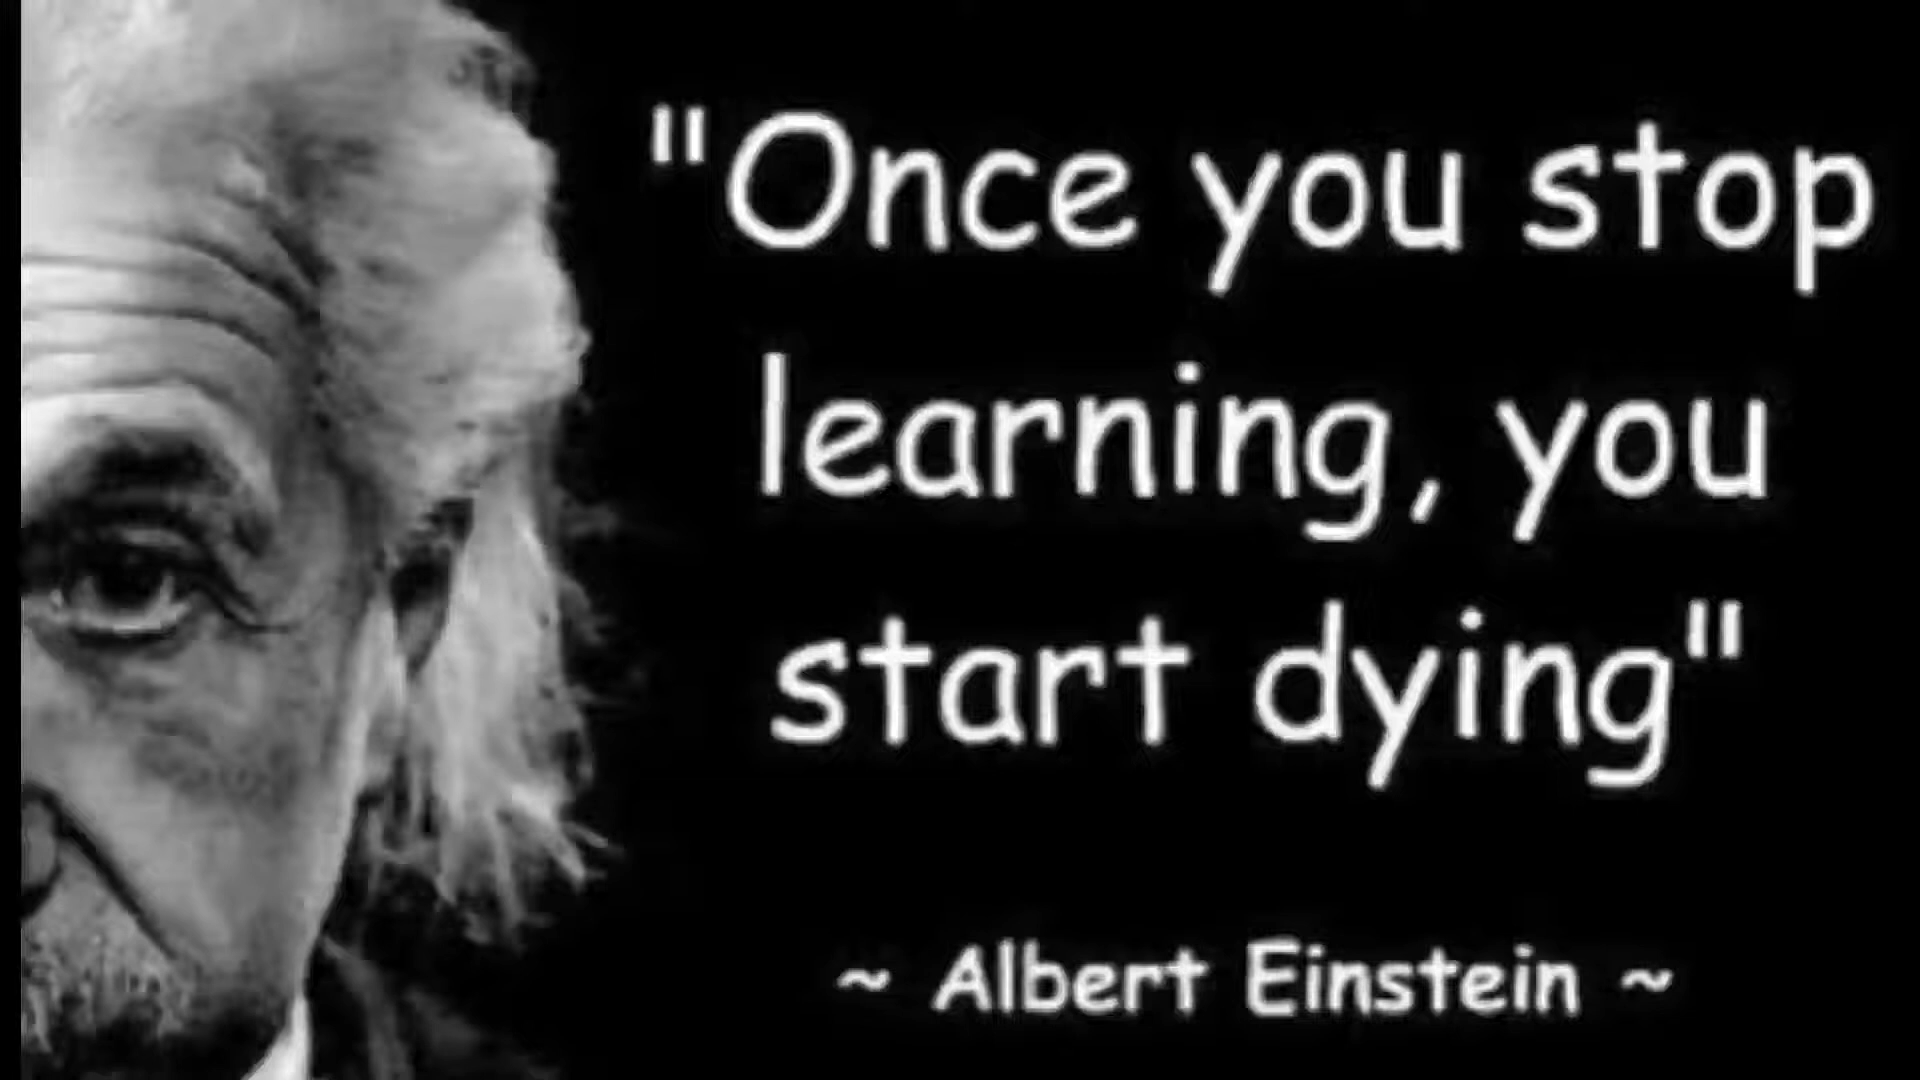 "Once you stop
learning, you
start dying"
~ Albert Einstein ~